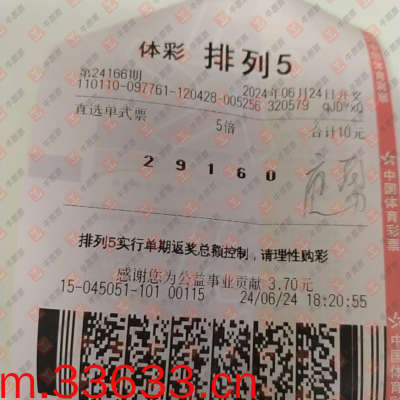 体彩 排列5
第24166期 2024年06月24日开奖
110110-097761-120428-005256 320579
直选单式票 5倍 合计10元
2 9 1 6 0
排列5实行单期返奖总额控制，请理性购彩
感谢您为公益事业贡献 3.70元
15-045051-101 00115 24/06/24 18:20:55
m.33633.cn
中国体育彩票